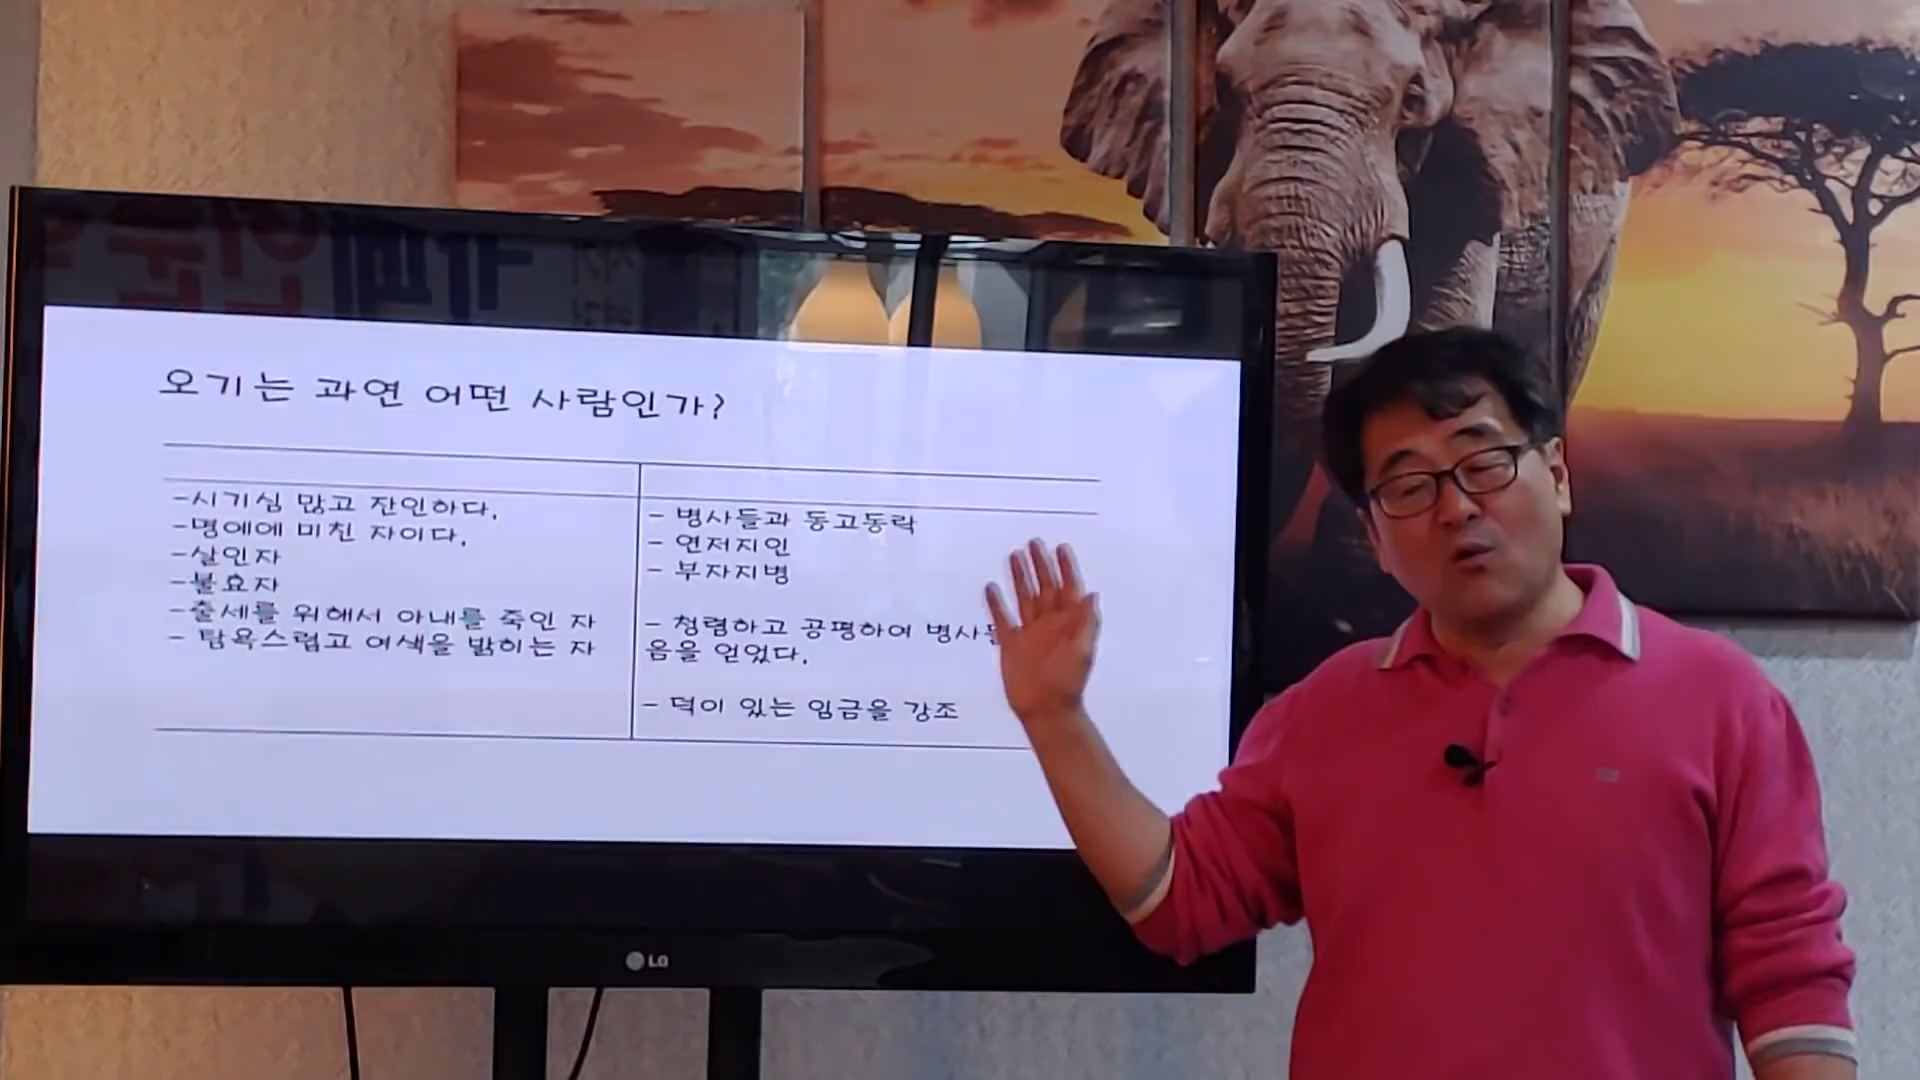 오기는 과연 어떤 사람인가?
-시기심 많고 잔인하다.
-명예에 미친 자이다.
-살인자
-불효자
-출세를 위해서 아내를 죽인 자
- 탐욕스럽고 여색을 밝히는 자
- 병사들과 동고동락
- 연저지인
- 부자지병
- 청렴하고 공평하여 병사
음을 얻었다.
- 덕이 있는 임금을 강조
LG